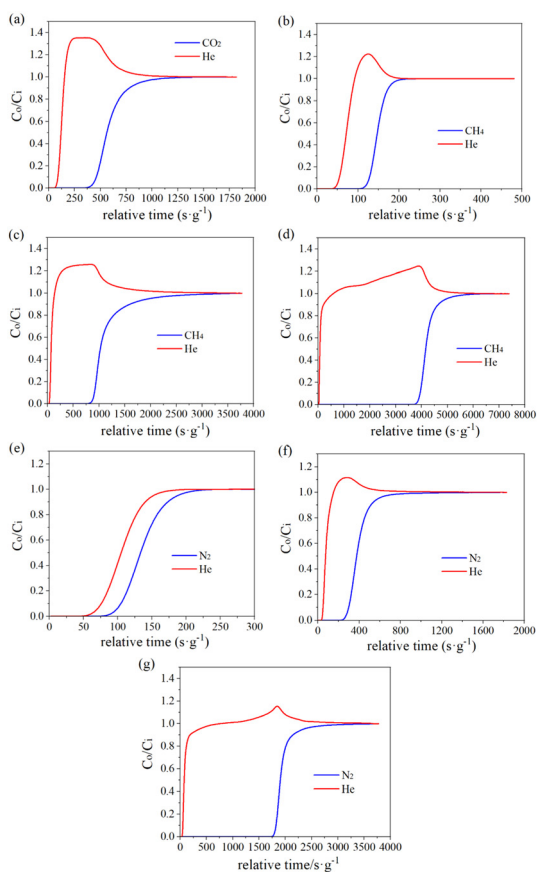 (a)
Co/Ci
1.4
1.2
1.0
0.8
0.6
0.4
0.2
0.0
CO2
He
0 250 500 750 1000 1250 1500 1750 2000
relative time (s·g-1)
(b)
Co/Ci
1.4
1.2
1.0
0.8
0.6
0.4
0.2
0.0
CH4
He
0 100 200 300 400 500
relative time (s·g-1)
(c)
Co/Ci
1.4
1.2
1.0
0.8
0.6
0.4
0.2
0.0
CH4
He
0 500 1000 1500 2000 2500 3000 3500 4000
relative time (s·g-1)
(d)
Co/Ci
1.4
1.2
1.0
0.8
0.6
0.4
0.2
0.0
CH4
He
0 1000 2000 3000 4000 5000 6000 7000 8000
relative time (s·g-1)
(e)
Co/Ci
1.2
1.0
0.8
0.6
0.4
0.2
0.0
N2
He
0 50 100 150 200 250 300
relative time (s·g-1)
(f)
Co/Ci
1.4
1.2
1.0
0.8
0.6
0.4
0.2
0.0
N2
He
0 400 800 1200 1600 2000
relative time (s·g-1)
(g)
Co/Ci
1.4
1.2
1.0
0.8
0.6
0.4
0.2
0.0
N2
He
0 500 1000 1500 2000 2500 3000 3500 4000
relative time/s·g-1